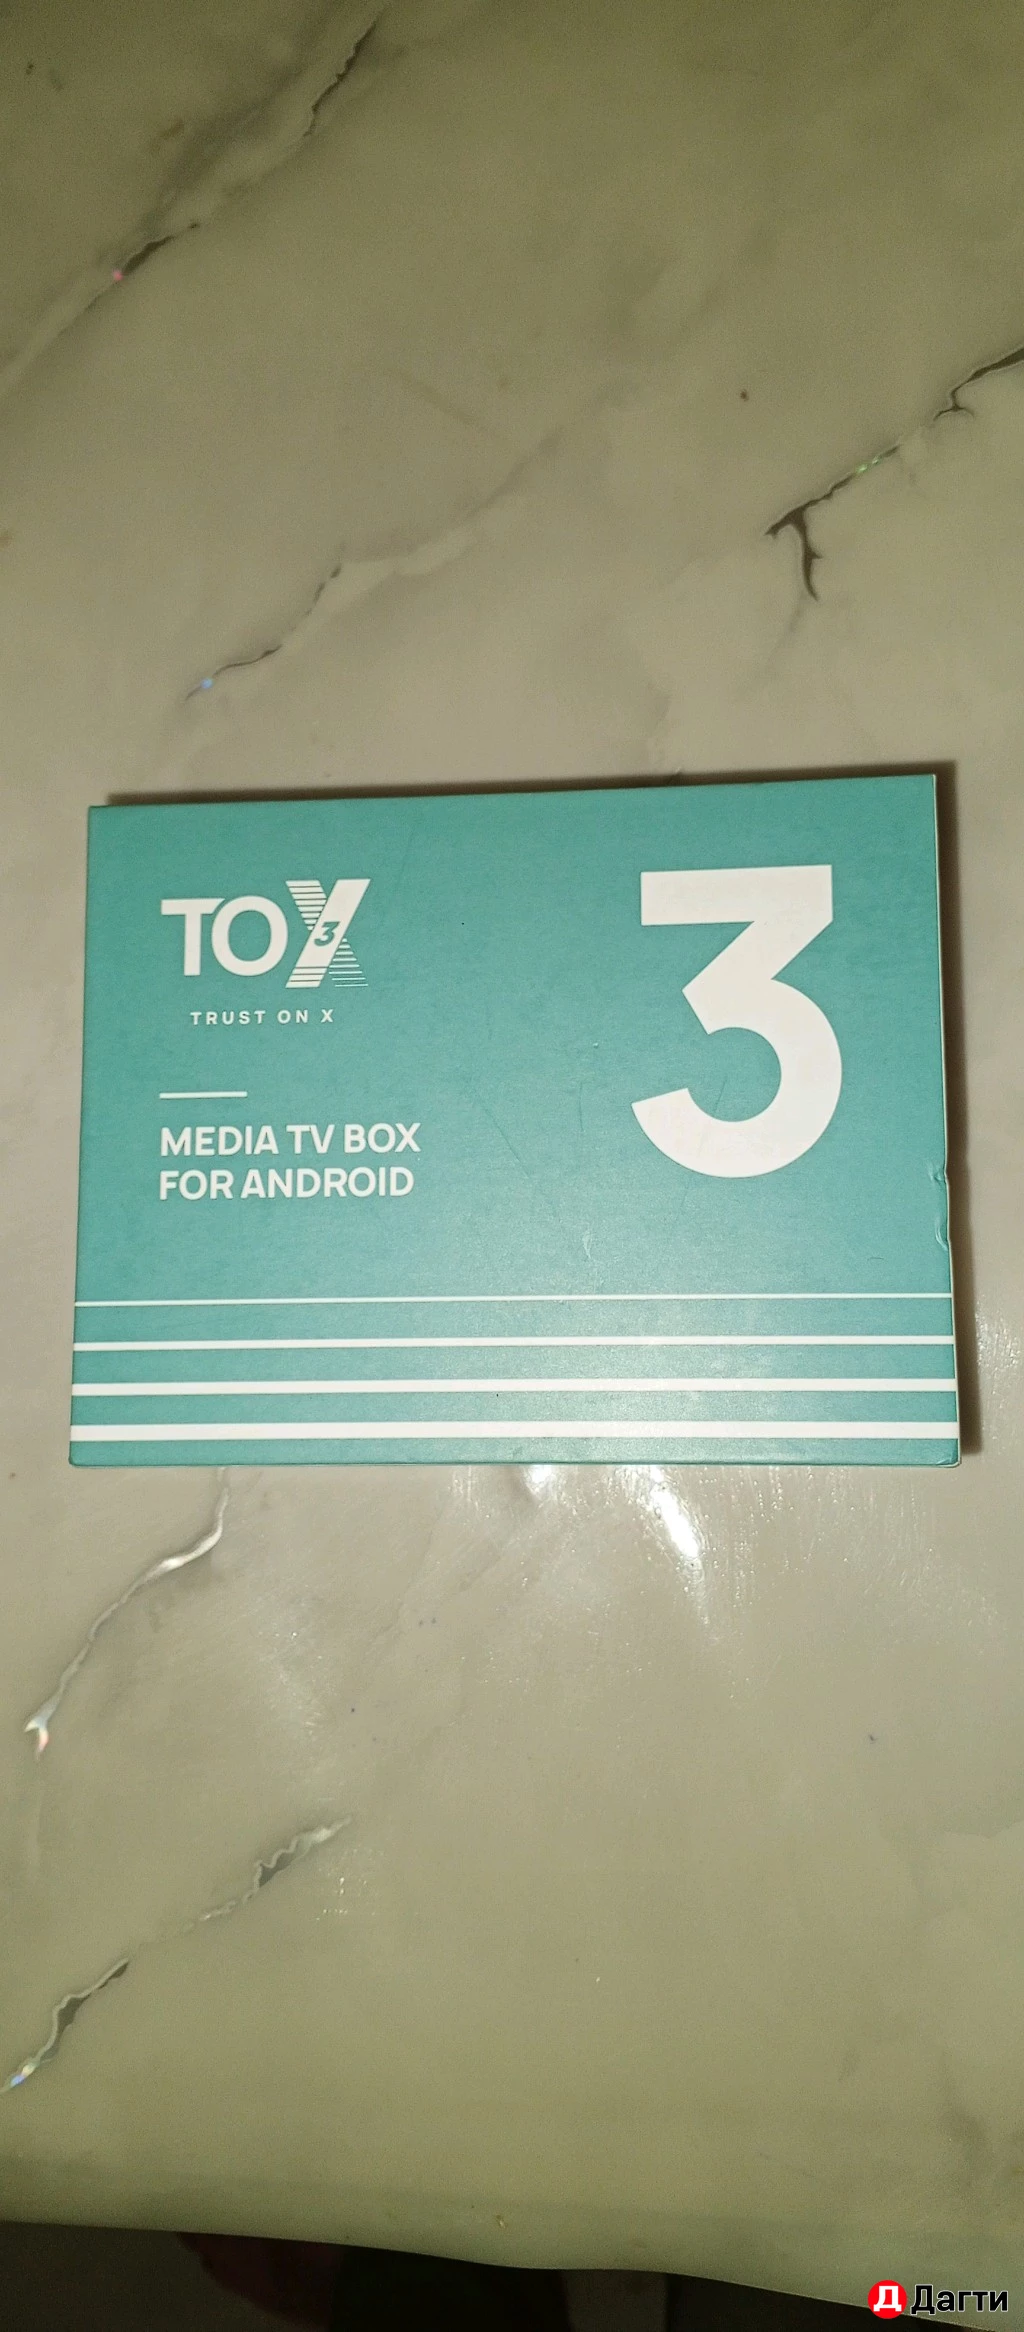 TOX3
TRUST ON X
MEDIA TV BOX
FOR ANDROID
3
Д Дагти